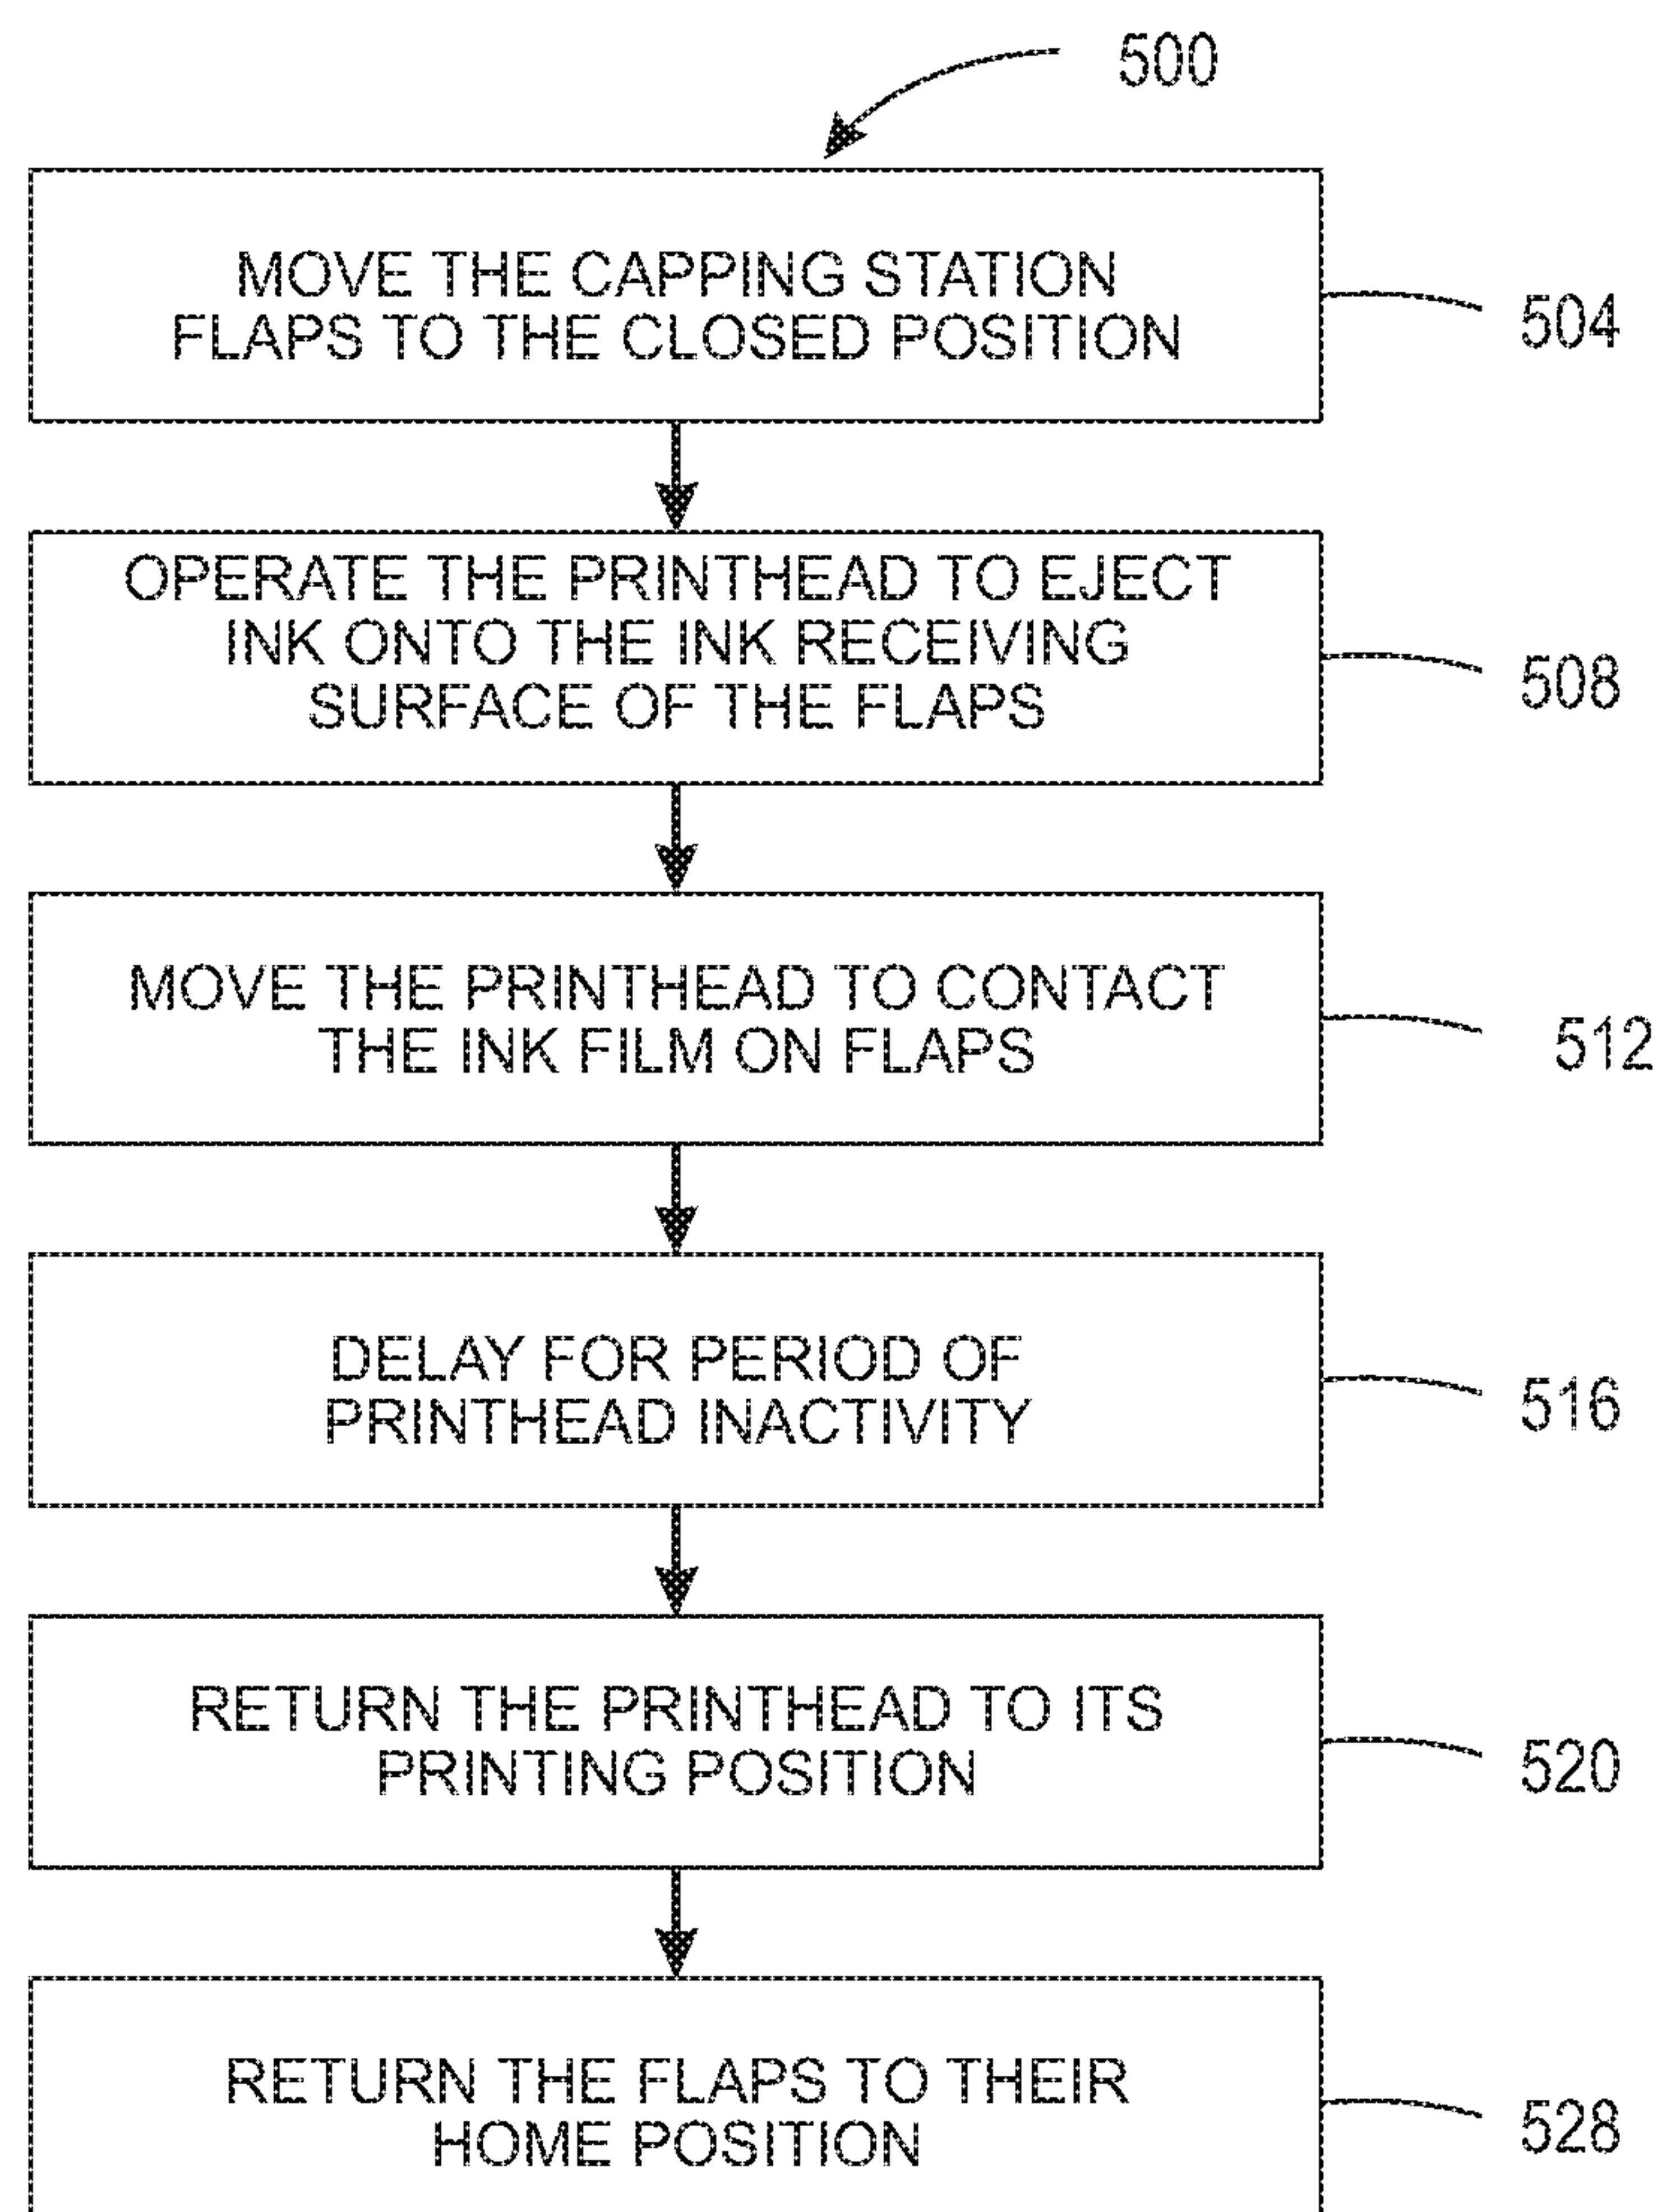 500
MOVE THE CAPPING STATION
FLAPS TO THE CLOSED POSITION
504
OPERATE THE PRINTHEAD TO EJECT
INK ONTO THE INK RECEIVING
SURFACE OF THE FLAPS
508
MOVE THE PRINTHEAD TO CONTACT
THE INK FILM ON FLAPS
512
DELAY FOR PERIOD OF
PRINTHEAD INACTIVITY
516
RETURN THE PRINTHEAD TO ITS
PRINTING POSITION
520
RETURN THE FLAPS TO THEIR
HOME POSITION
528